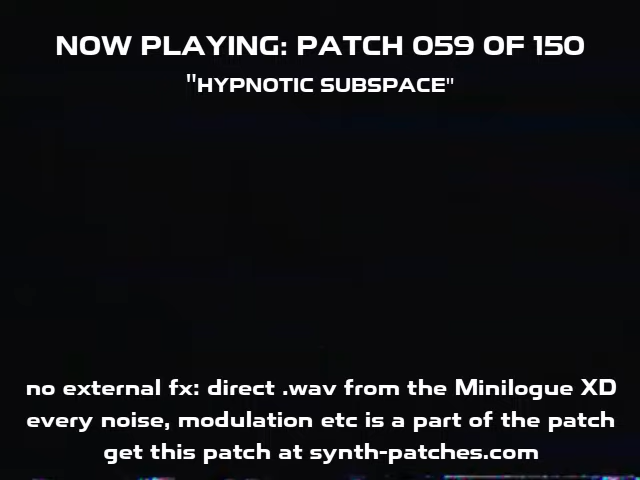 NOW PLAYING: PATCH 059 OF 150
"HYPNOTIC SUBSPACE"
no external fx: direct .wav from the Minilogue XD
every noise, modulation etc is a part of the patch
get this patch at synth-patches.com